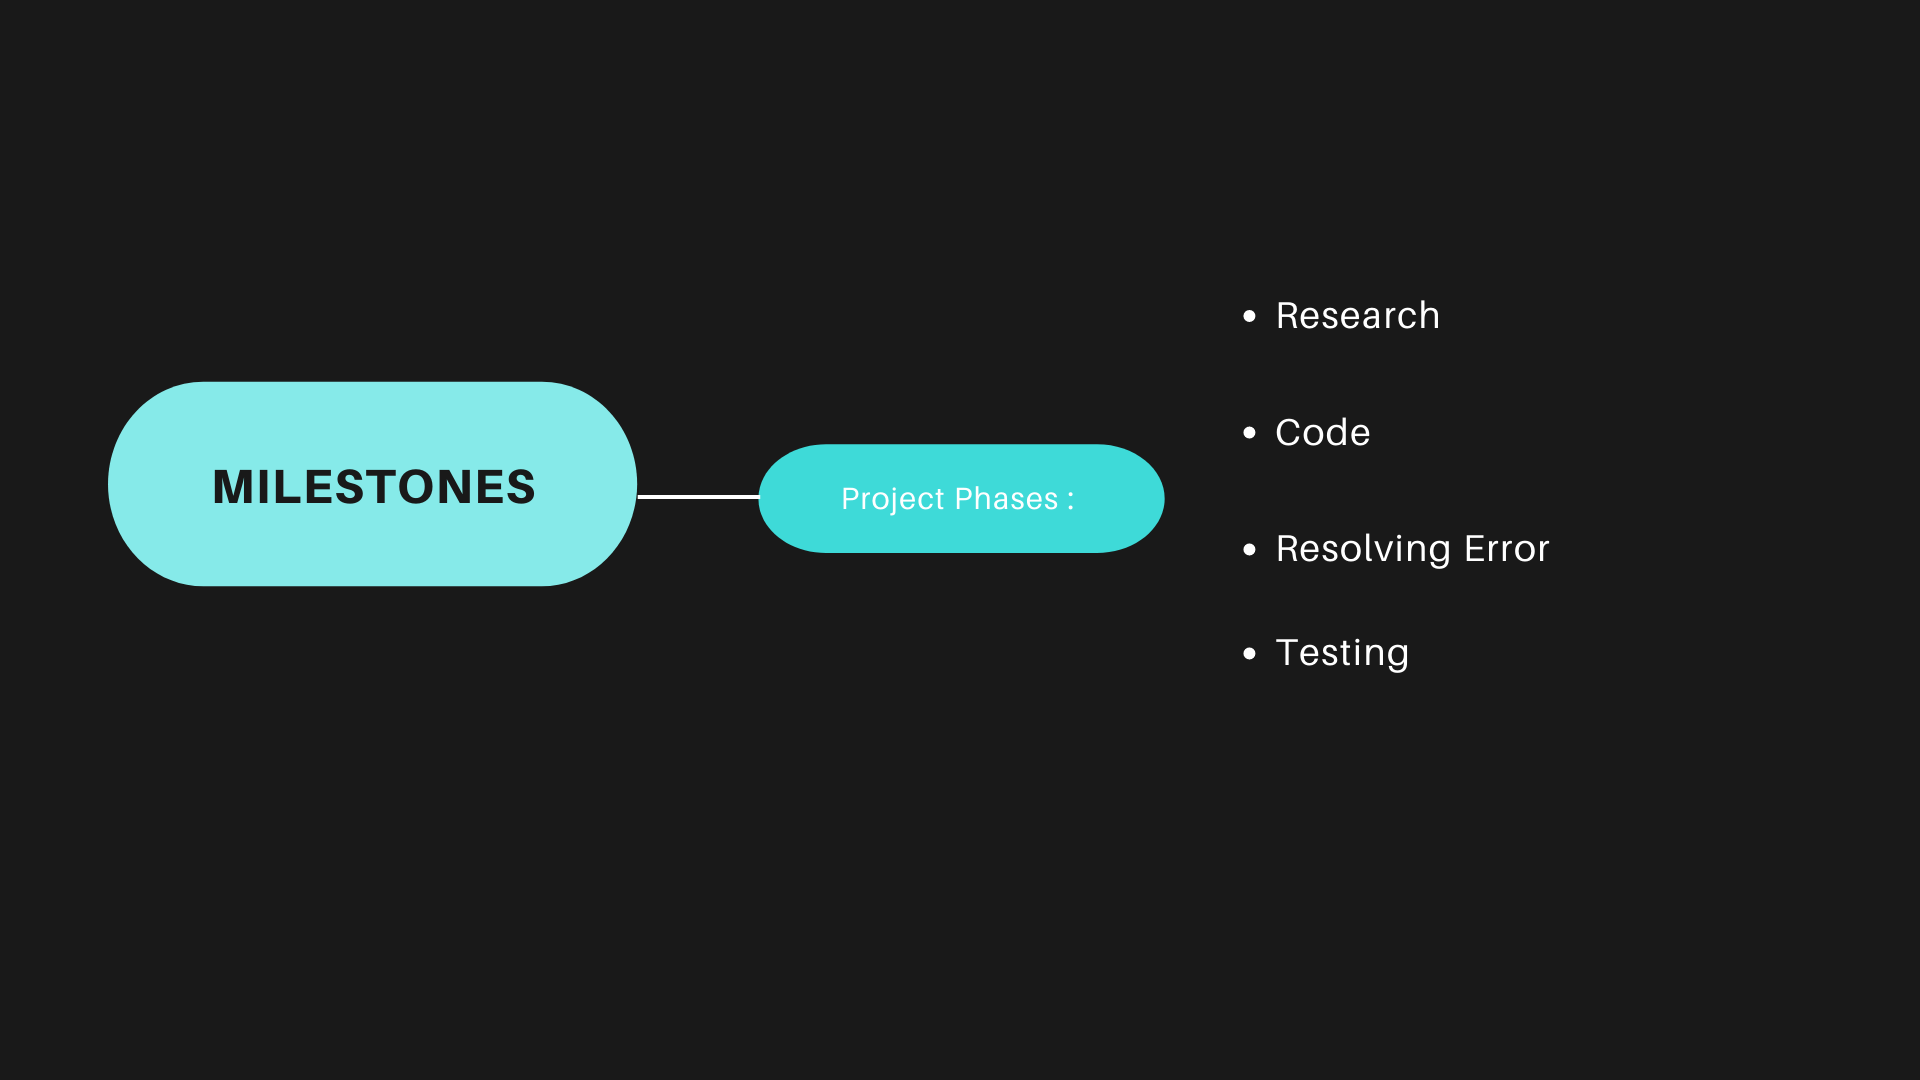 MILESTONES
Project Phases :
• Research
• Code
• Resolving Error
• Testing